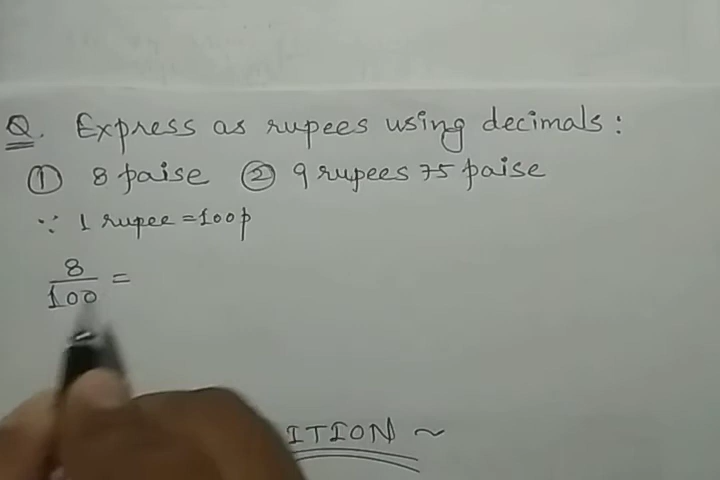 Q. Express as rupees using decimals:
① 8 paise ② 9 rupees 75 paise
∵ 1 rupee = 100p
8/100 =
ITION ~